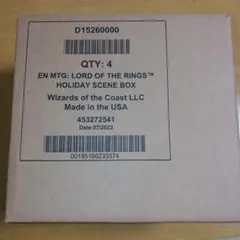 D15260000
QTY: 4
EN MTG: LORD OF THE RINGS™
HOLIDAY SCENE BOX
Wizards of the Coast LLC
Made in the USA
453272541
Date 07/2023
00195166233574